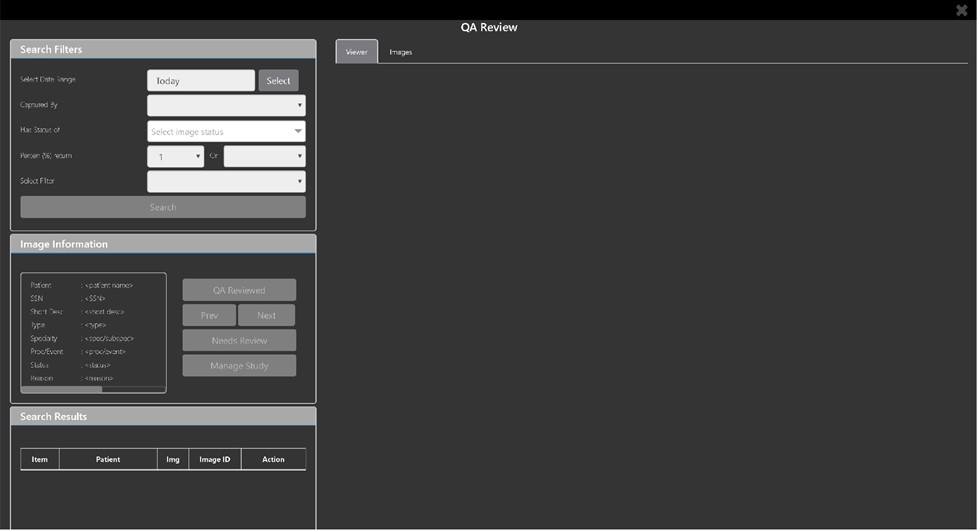 QA Review
Search Filters
Select Date Range
Today
Select
Captured By
Has Status of
Select image status
Percent (%) return
1
Or
Select Filter
Search
Image Information
Patient : <patient name>
SSN : <SSN>
Short Desc : <short desc>
Type : <type>
Specialty : <spec/subspec>
Proc/Event : <proc/event>
Status : <status>
Reason : <reason>
QA Reviewed
Prev
Next
Needs Review
Manage Study
Search Results
Item Patient Img Image ID Action
Viewer
Images